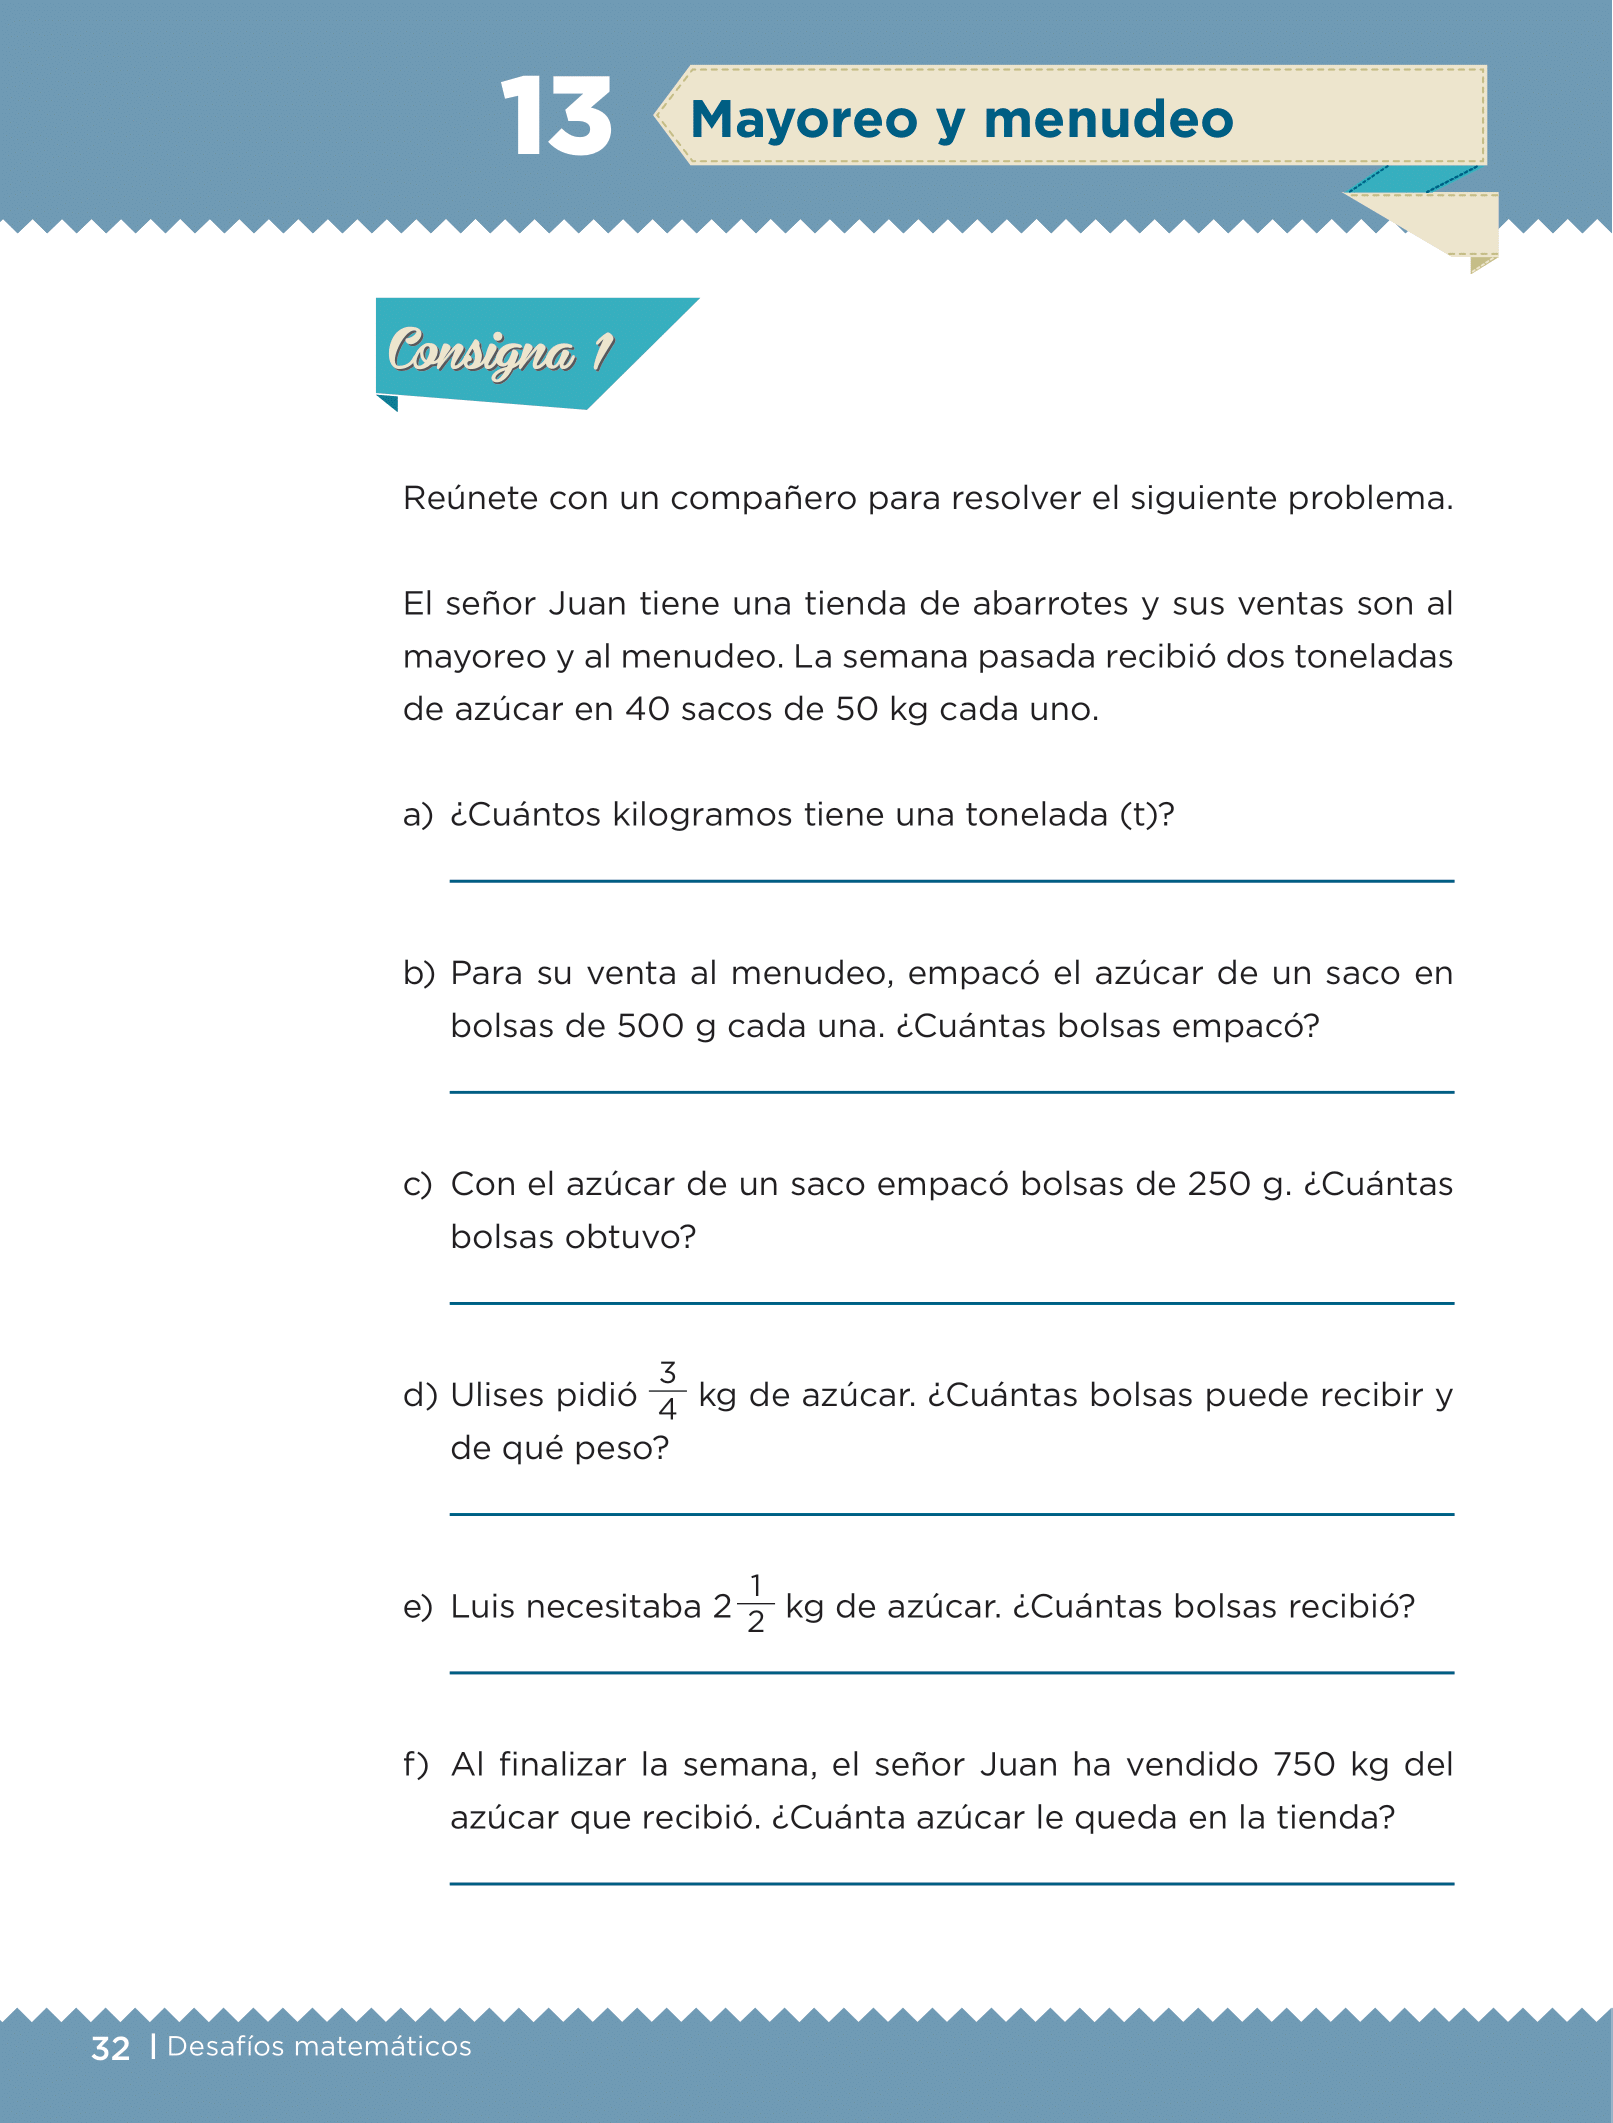 13
Mayoreo y menudeo
Consigna 1
Reúnete con un compañero para resolver el siguiente problema.
El señor Juan tiene una tienda de abarrotes y sus ventas son al
mayoreo y al menudeo. La semana pasada recibió dos toneladas
de azúcar en 40 sacos de 50 kg cada uno.
a) ¿Cuántos kilogramos tiene una tonelada (t)?
b) Para su venta al menudeo, empacó el azúcar de un saco en
bolsas de 500 g cada una. ¿Cuántas bolsas empacó?
c) Con el azúcar de un saco empacó bolsas de 250 g. ¿Cuántas
bolsas obtuvo?
d) Ulises pidió 3/4 kg de azúcar. ¿Cuántas bolsas puede recibir y
de qué peso?
e) Luis necesitaba 2 1/2 kg de azúcar. ¿Cuántas bolsas recibió?
f) Al finalizar la semana, el señor Juan ha vendido 750 kg del
azúcar que recibió. ¿Cuánta azúcar le queda en la tienda?
32 | Desafíos matemáticos